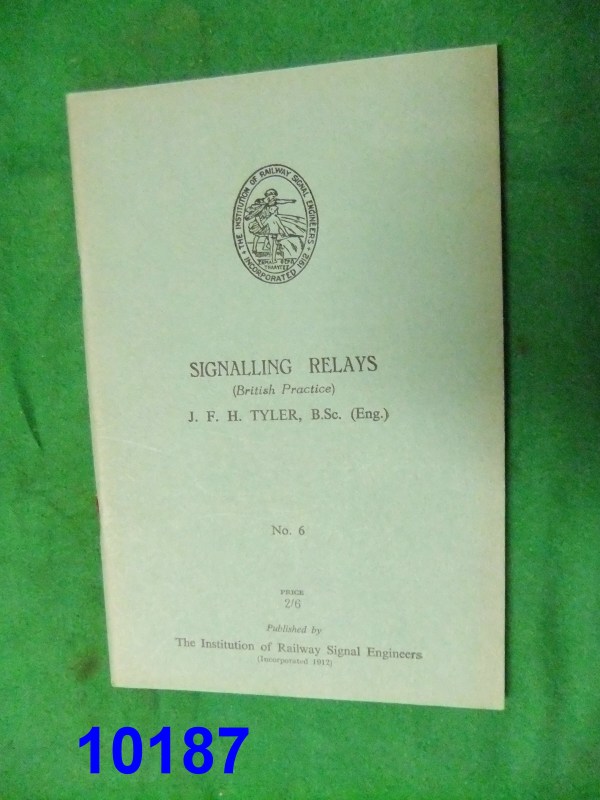 THE INSTITUTION OF RAILWAY SIGNAL ENGINEERS
INCORPORATED 1912
SIGNALLING RELAYS
(British Practice)
J. F. H. TYLER, B.Sc. (Eng.)
No. 6
PRICE
2/6
Published by
The Institution of Railway Signal Engineers
(Incorporated 1912)
10187